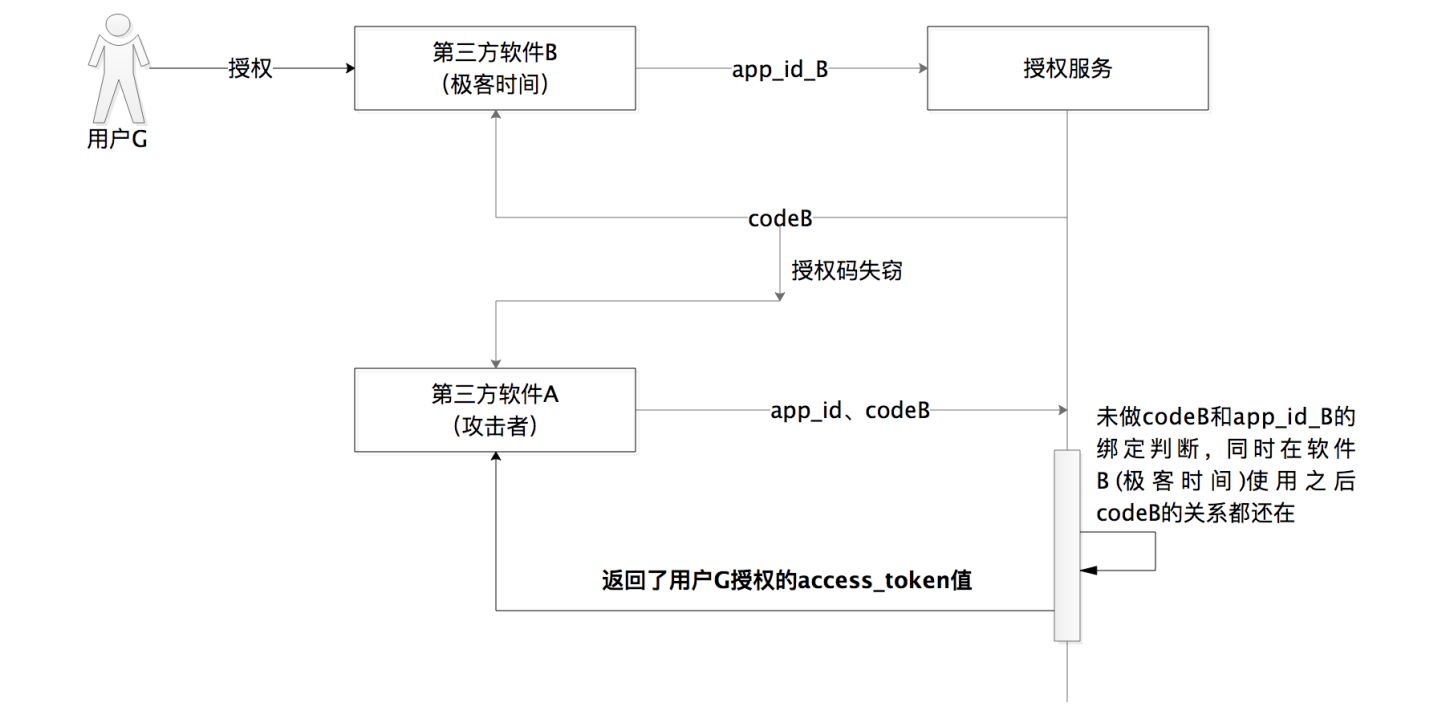 授权
第三方软件B
（极客时间）
app_id_B
授权服务
用户G
codeB
授权码失窃
第三方软件A
（攻击者）
app_id、codeB
未做codeB和app_id_B的
绑定判断，同时在软件
B(极客时间)使用之后
codeB的关系都还在
返回了用户G授权的access_token值